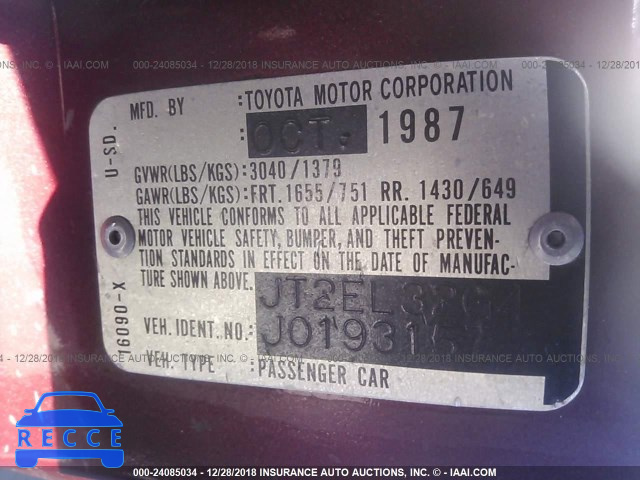 000-24085034 - 12/28/2018 INSURANCE AUTO AUCTIONS, INC. © - IAAI.COM
U-SD.
6090-X
MFD. BY :TOYOTA MOTOR CORPORATION
:OCT. 1987
GVWR(LBS/KGS):3040/1379
GAWR(LBS/KGS):FRT.1655/751 RR. 1430/649
THIS VEHICLE CONFORMS TO ALL APPLICABLE FEDERAL
MOTOR VEHICLE SAFETY, BUMPER, AND THEFT PREVEN-
TION STANDARDS IN EFFECT ON THE DATE OF MANUFAC-
TURE SHOWN ABOVE.
VEH. IDENT. NO.:
VEH. TYPE :PASSENGER CAR
RECCE
000-24085034 - 12/28/2018 INSURANCE AUTO AUCTIONS, INC. © - IAAI.COM